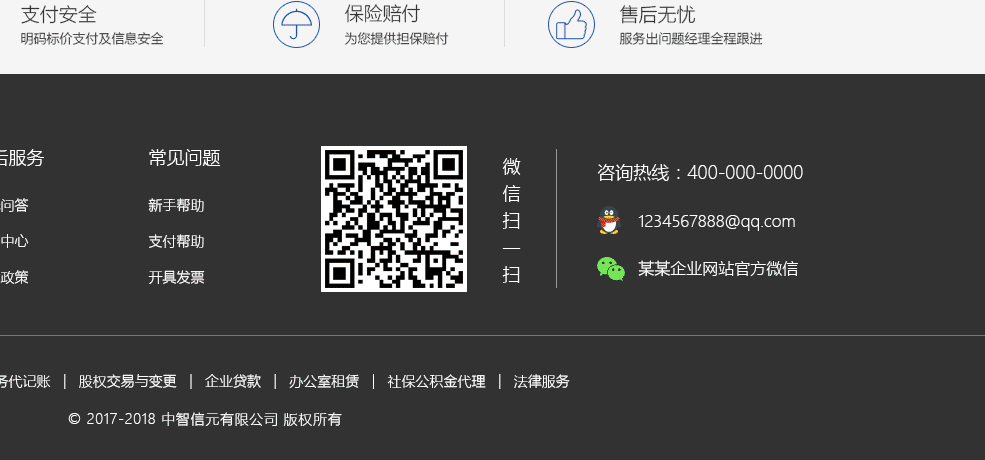 支付安全
明码标价支付及信息安全
保险赔付
为您提供担保赔付
售后无忧
服务出问题经理全程跟进
后服务
问答
中心
政策
常见问题
新手帮助
支付帮助
开具发票
微信扫一扫
咨询热线：400-000-0000
1234567888@qq.com
某某企业网站官方微信
务代记账 | 股权交易与变更 | 企业贷款 | 办公室租赁 | 社保公积金代理 | 法律服务
© 2017-2018 中智信元有限公司 版权所有